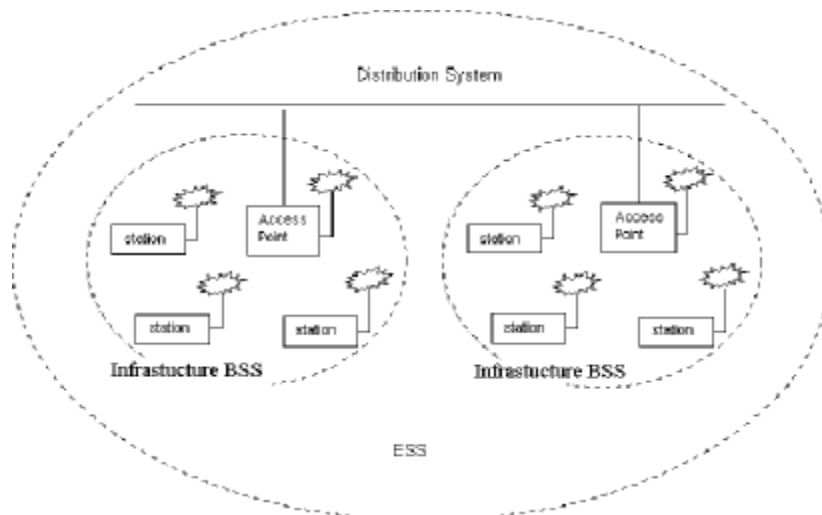 Distribution System
Access
Point
station
station
station
Infrastucture BSS
Access
Point
station
station
station
Infrastucture BSS
ESS